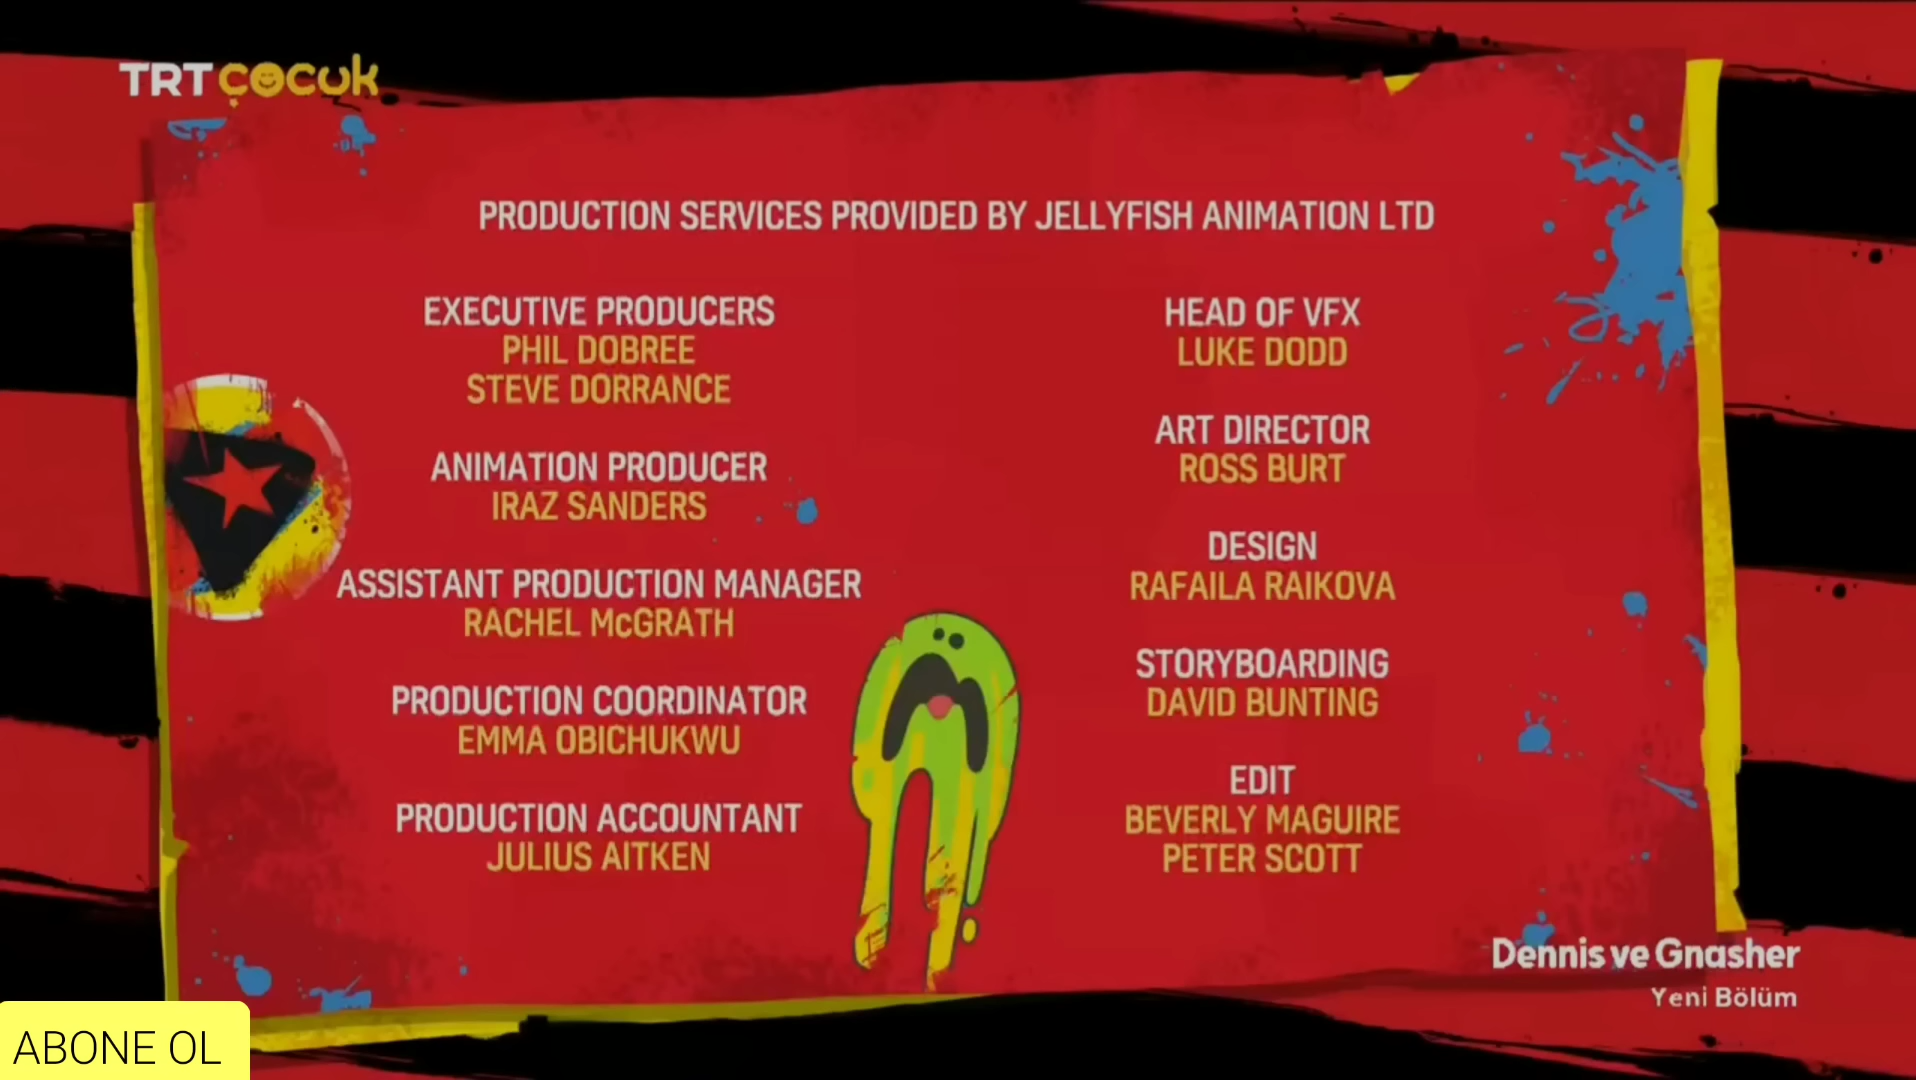 TRT çocuk
PRODUCTION SERVICES PROVIDED BY JELLYFISH ANIMATION LTD
EXECUTIVE PRODUCERS
PHIL DOBREE
STEVE DORRANCE
ANIMATION PRODUCER
IRAZ SANDERS
ASSISTANT PRODUCTION MANAGER
RACHEL McGRATH
PRODUCTION COORDINATOR
EMMA OBICHUKWU
PRODUCTION ACCOUNTANT
JULIUS AITKEN
HEAD OF VFX
LUKE DODD
ART DIRECTOR
ROSS BURT
DESIGN
RAFAILA RAIKOVA
STORYBOARDING
DAVID BUNTING
EDIT
BEVERLY MAGUIRE
PETER SCOTT
Dennis ve Gnasher
Yeni Bölüm
ABONE OL